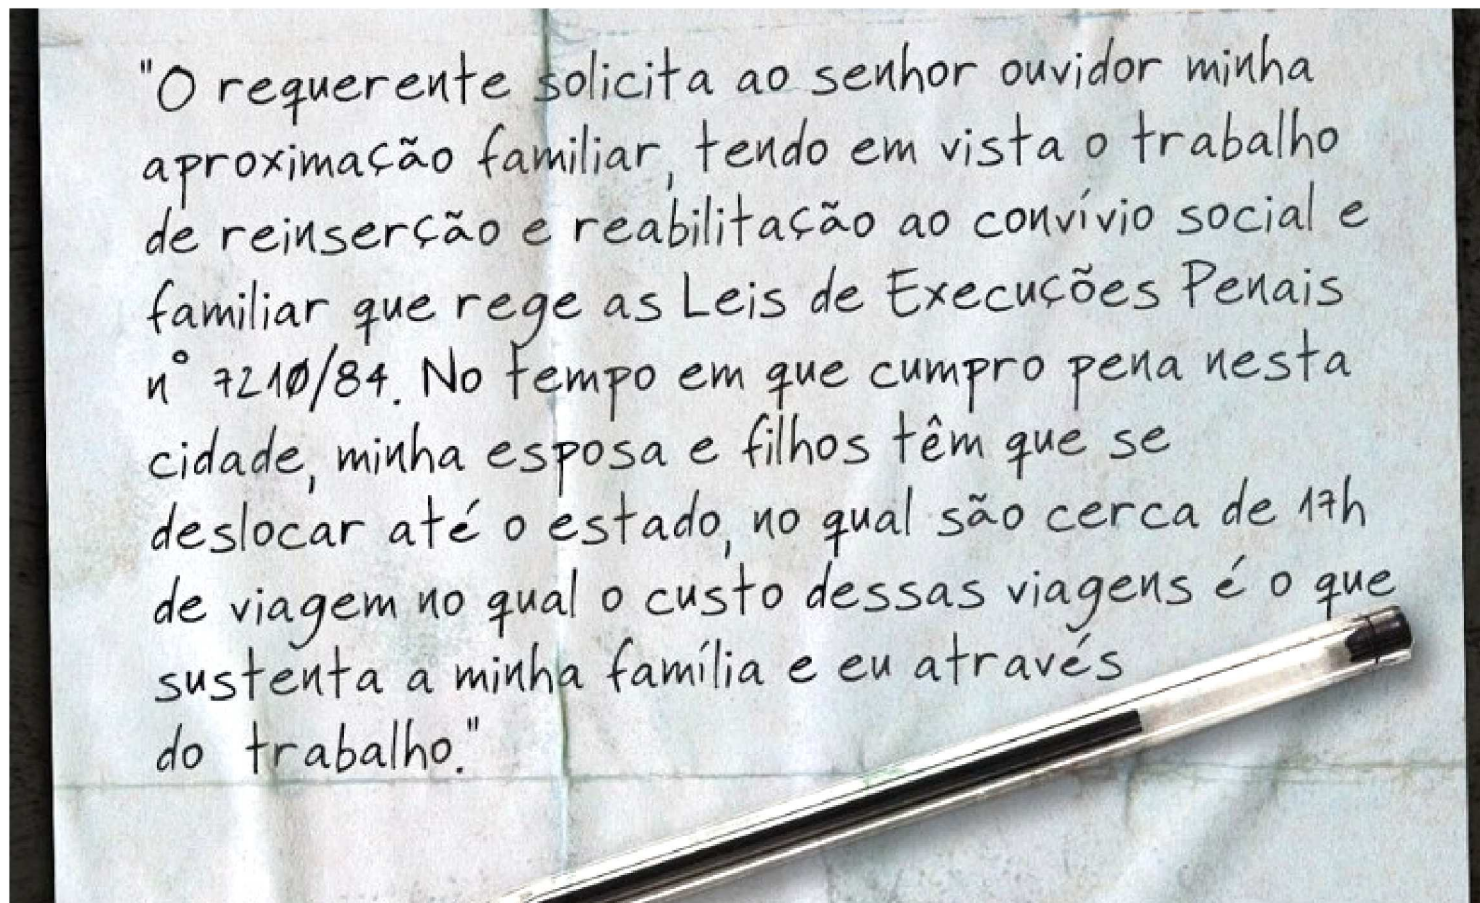 "O requerente solicita ao senhor ouvidor minha
aproximação familiar, tendo em vista o trabalho
de reinserção e reabilitação ao convívio social e
familiar que rege as Leis de Execuções Penais
nº 7210/84. No tempo em que cumpro pena nesta
cidade, minha esposa e filhos têm que se
deslocar até o estado, no qual são cerca de 17h
de viagem no qual o custo dessas viagens é o que
sustenta a minha família e eu através
do trabalho."